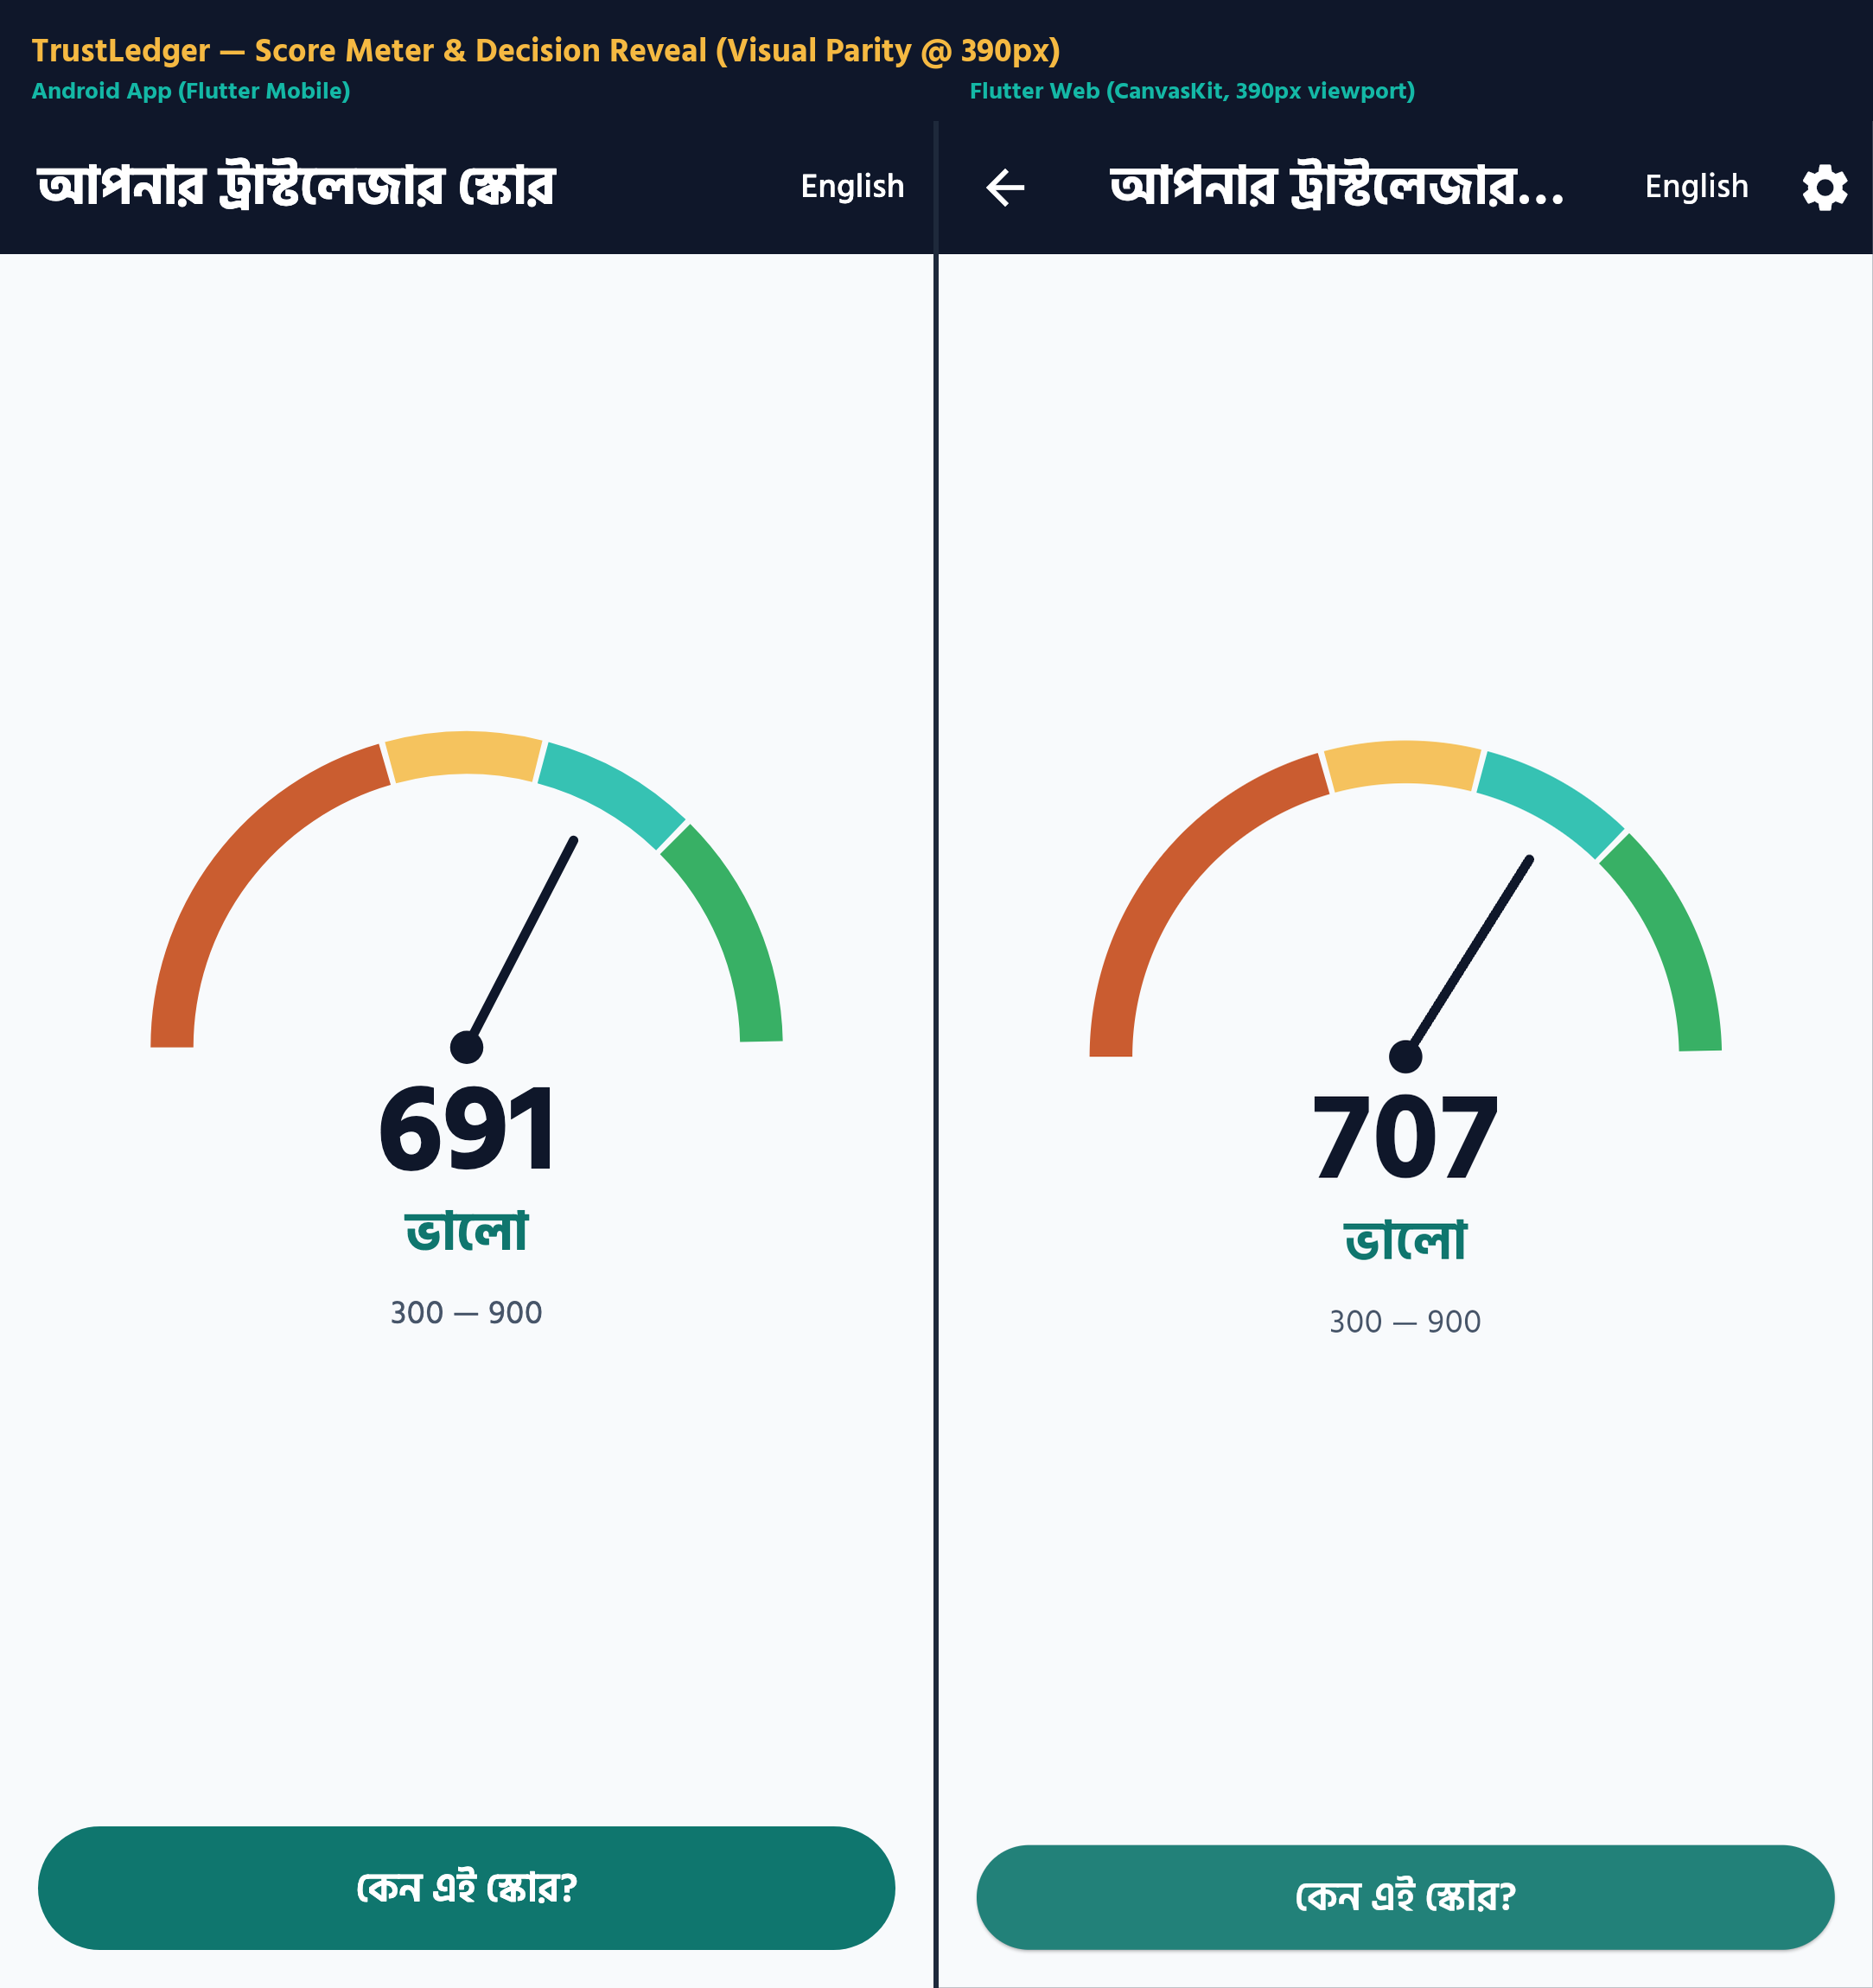 TrustLedger — Score Meter & Decision Reveal (Visual Parity @ 390px)
Android App (Flutter Mobile)
আপনার ট্রাষ্টলেজার স্কোর English
691
ভালো
300 — 900
কেন এই স্কোর?
Flutter Web (CanvasKit, 390px viewport)
আপনার ট্রাষ্টলেজার... English
707
ভালো
300 — 900
কেন এই স্কোর?